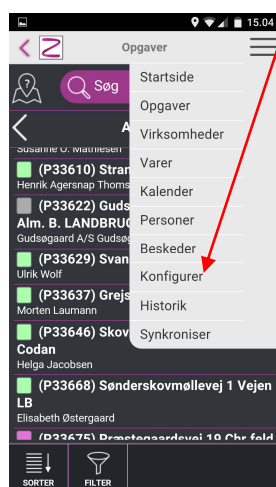 15.04
Opgaver
Søg
A
Susanne O. Mathiesen
(P33610) Stran
Henrik Agersnap Thoms
(P33622) Guds
Alm. B. LANDBRUG
Gudsøgaard A/S Gudsøg
(P33629) Svan
Ulrik Wolf
(P33637) Grejs
Morten Laumann
(P33646) Skov
Codan
Helga Jacobsen
(P33668) Sønderskovmøllevej 1 Vejen
LB
Elisabeth Østergaard
(P33675) Præstegaardsvej 19 Chr feld
Startside
Opgaver
Virksomheder
Varer
Kalender
Personer
Beskeder
Konfigurer
Historik
Synkroniser
SORTER
FILTER